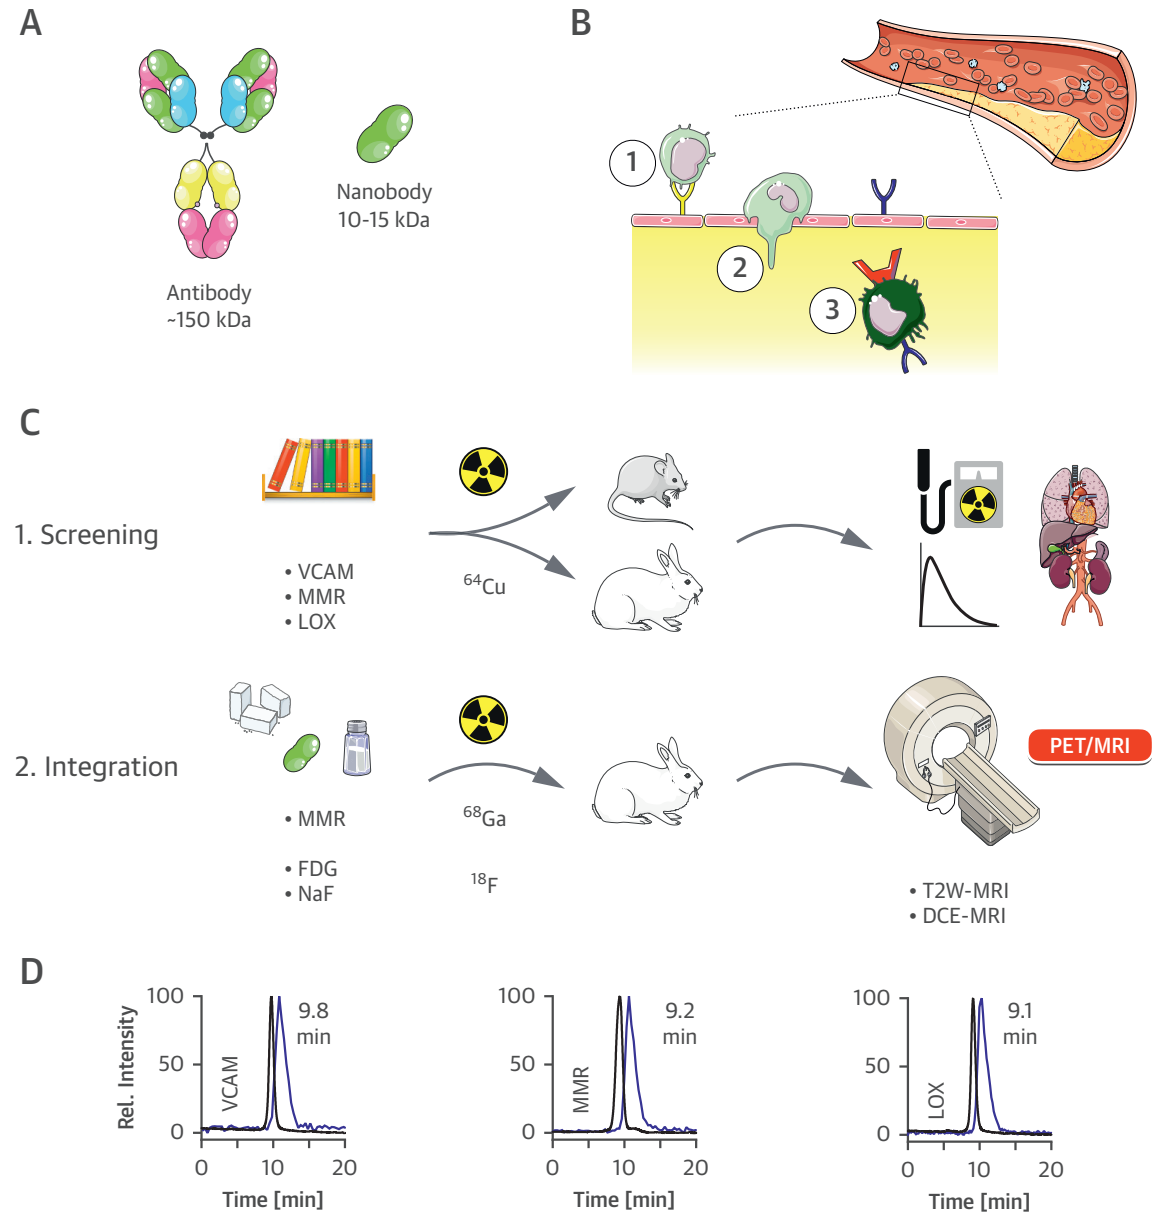 A
B
Antibody
~150 kDa
Nanobody
10-15 kDa
1
2
3
C
1. Screening
• VCAM
• MMR
• LOX
64Cu
2. Integration
• MMR
• FDG
• NaF
68Ga
18F
PET/MRI
• T2W-MRI
• DCE-MRI
D
Rel. Intensity
100
50
0
VCAM
9.8
min
0 10 20
Time [min]
100
50
0
MMR
9.2
min
0 10 20
Time [min]
100
50
0
LOX
9.1
min
0 10 20
Time [min]